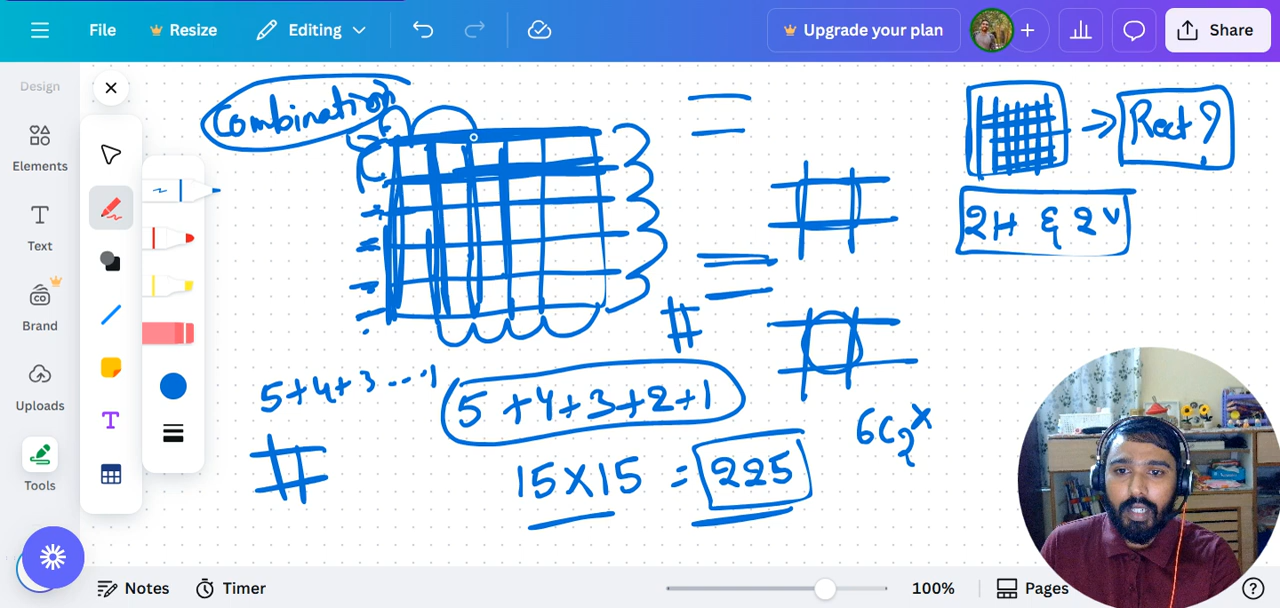 File
Resize
Editing
Upgrade your plan
Share
Design
Elements
Text
Brand
Uploads
Tools
Combination
Rect ?
2H & 2V
5+4+3...1
5+4+3+2+1
6C2 x
15x15 = 225
Notes
Timer
100%
Pages